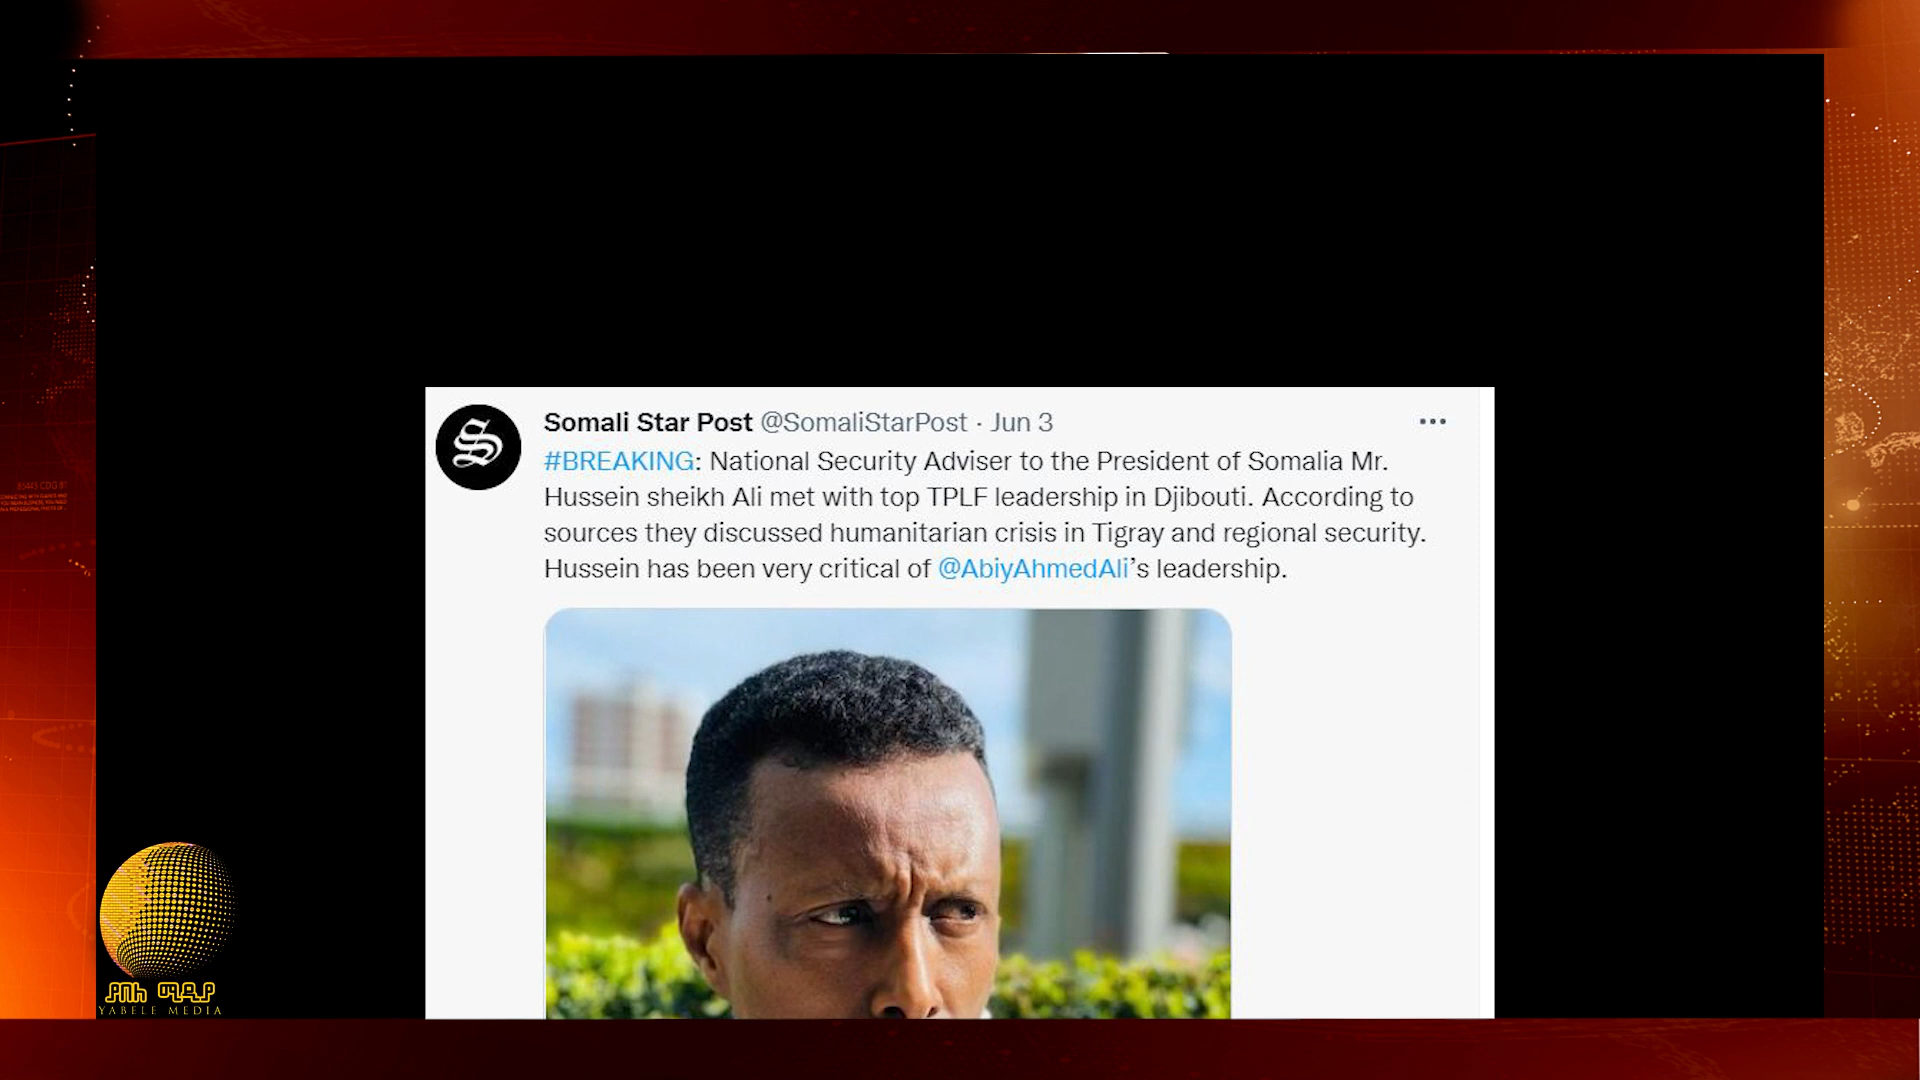 Somali Star Post @SomaliStarPost · Jun 3
#BREAKING: National Security Adviser to the President of Somalia Mr.
Hussein sheikh Ali met with top TPLF leadership in Djibouti. According to
sources they discussed humanitarian crisis in Tigray and regional security.
Hussein has been very critical of @AbiyAhmedAli’s leadership.
ያበለ ሚዲያ
YABELE MEDIA